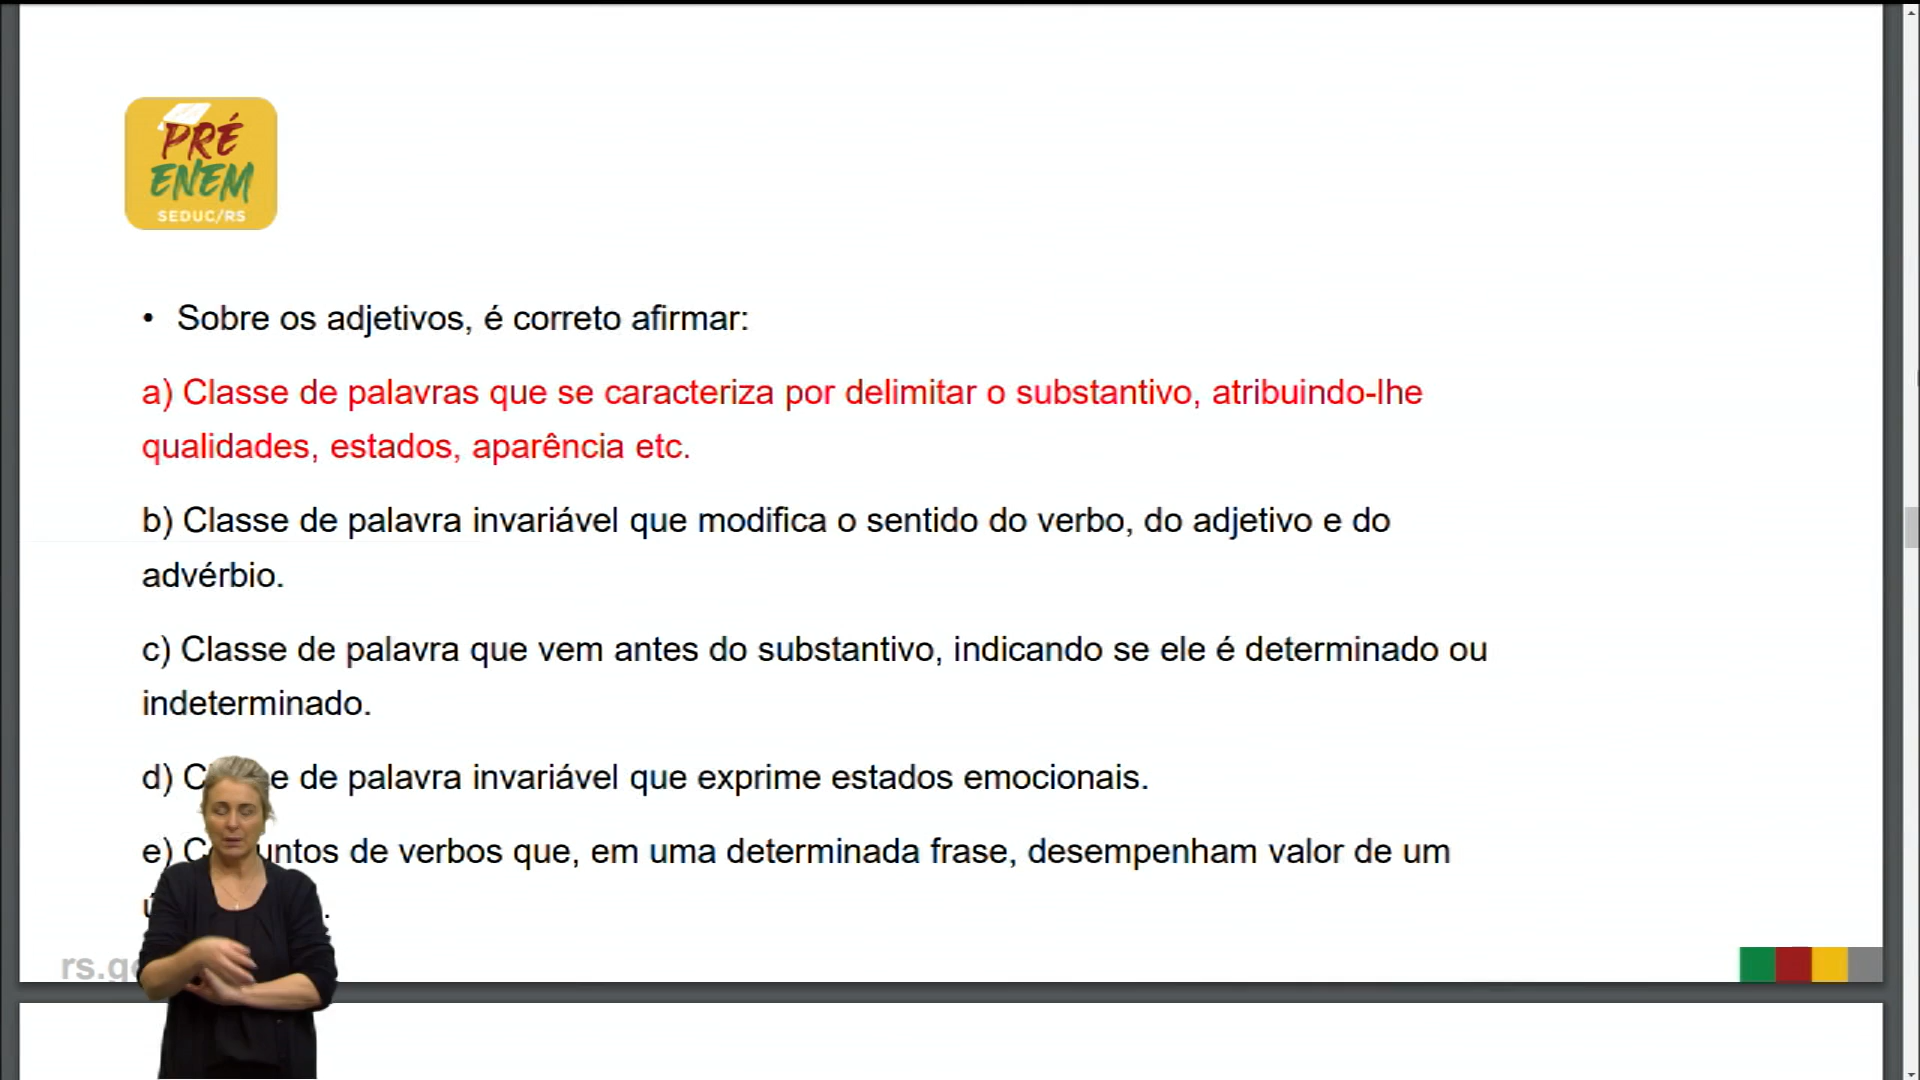 PRÉ
ENEM
SEDUC/RS
• Sobre os adjetivos, é correto afirmar:
a) Classe de palavras que se caracteriza por delimitar o substantivo, atribuindo-lhe
qualidades, estados, aparência etc.
b) Classe de palavra invariável que modifica o sentido do verbo, do adjetivo e do
advérbio.
c) Classe de palavra que vem antes do substantivo, indicando se ele é determinado ou
indeterminado.
d) de palavra invariável que exprime estados emocionais.
e) de verbos que, em uma determinada frase, desempenham valor de um